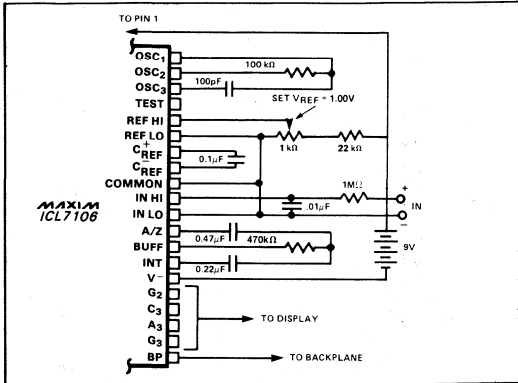 TO PIN 1
OSC1
100 kΩ
OSC2
100pF
OSC3
TEST
SET VREF = 1.00V
REF HI
REF LO
1 kΩ
22 kΩ
C+REF
0.1µF
C−REF
COMMON
1MΩ
+
IN HI
.01µF
IN
IN LO
−
A/Z
0.47µF
470kΩ
BUFF
9V
INT
0.22µF
V−
G2
C3
TO DISPLAY
A3
G3
BP
TO BACKPLANE
MAXIM
ICL7106